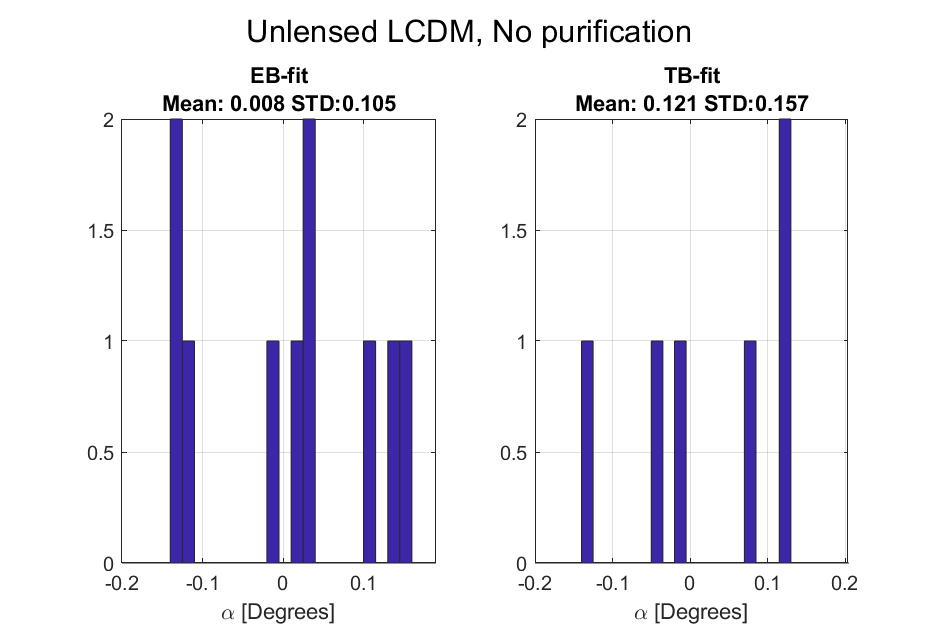 Unlensed LCDM, No purification
EB-fit
Mean: 0.008 STD:0.105
2
1.5
1
0.5
0
-0.2
-0.1
0
0.1
α [Degrees]
TB-fit
Mean: 0.121 STD:0.157
2
1.5
1
0.5
0
-0.2
-0.1
0
0.1
0.2
α [Degrees]